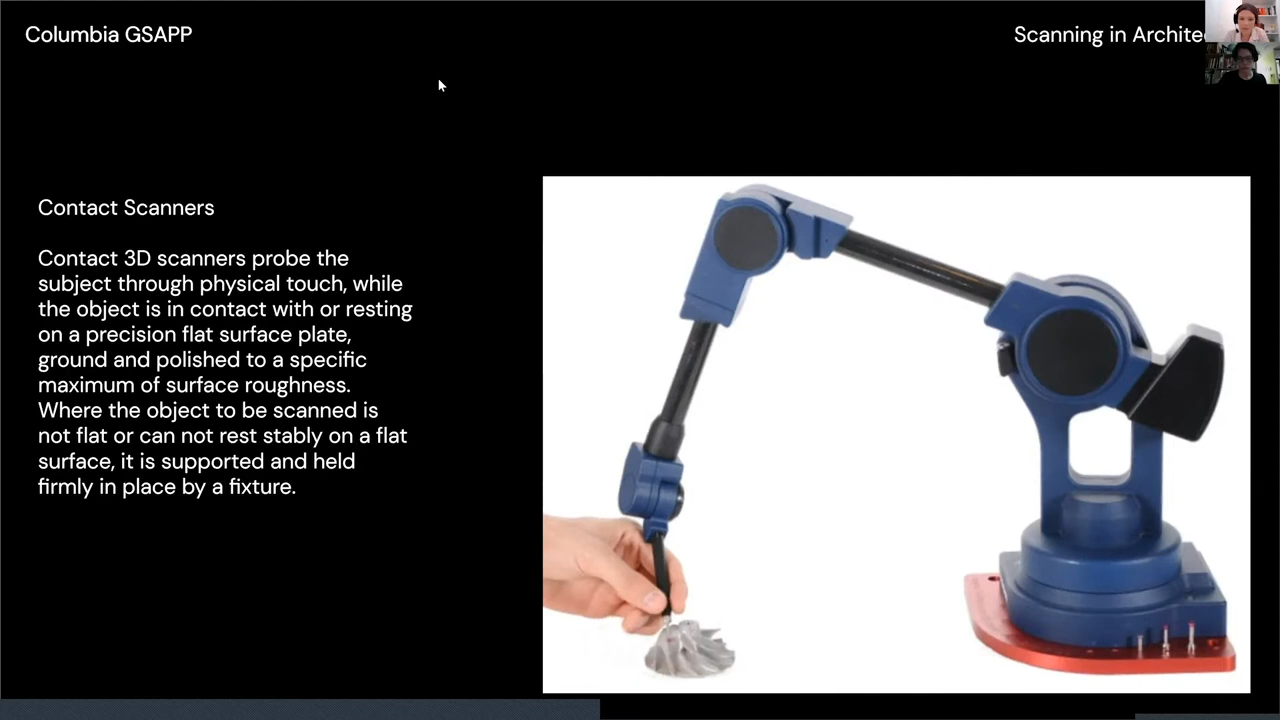 Columbia GSAPP
Scanning in
Contact Scanners
Contact 3D scanners probe the
subject through physical touch, while
the object is in contact with or resting
on a precision flat surface plate,
ground and polished to a specific
maximum of surface roughness.
Where the object to be scanned is
not flat or can not rest stably on a flat
surface, it is supported and held
firmly in place by a fixture.